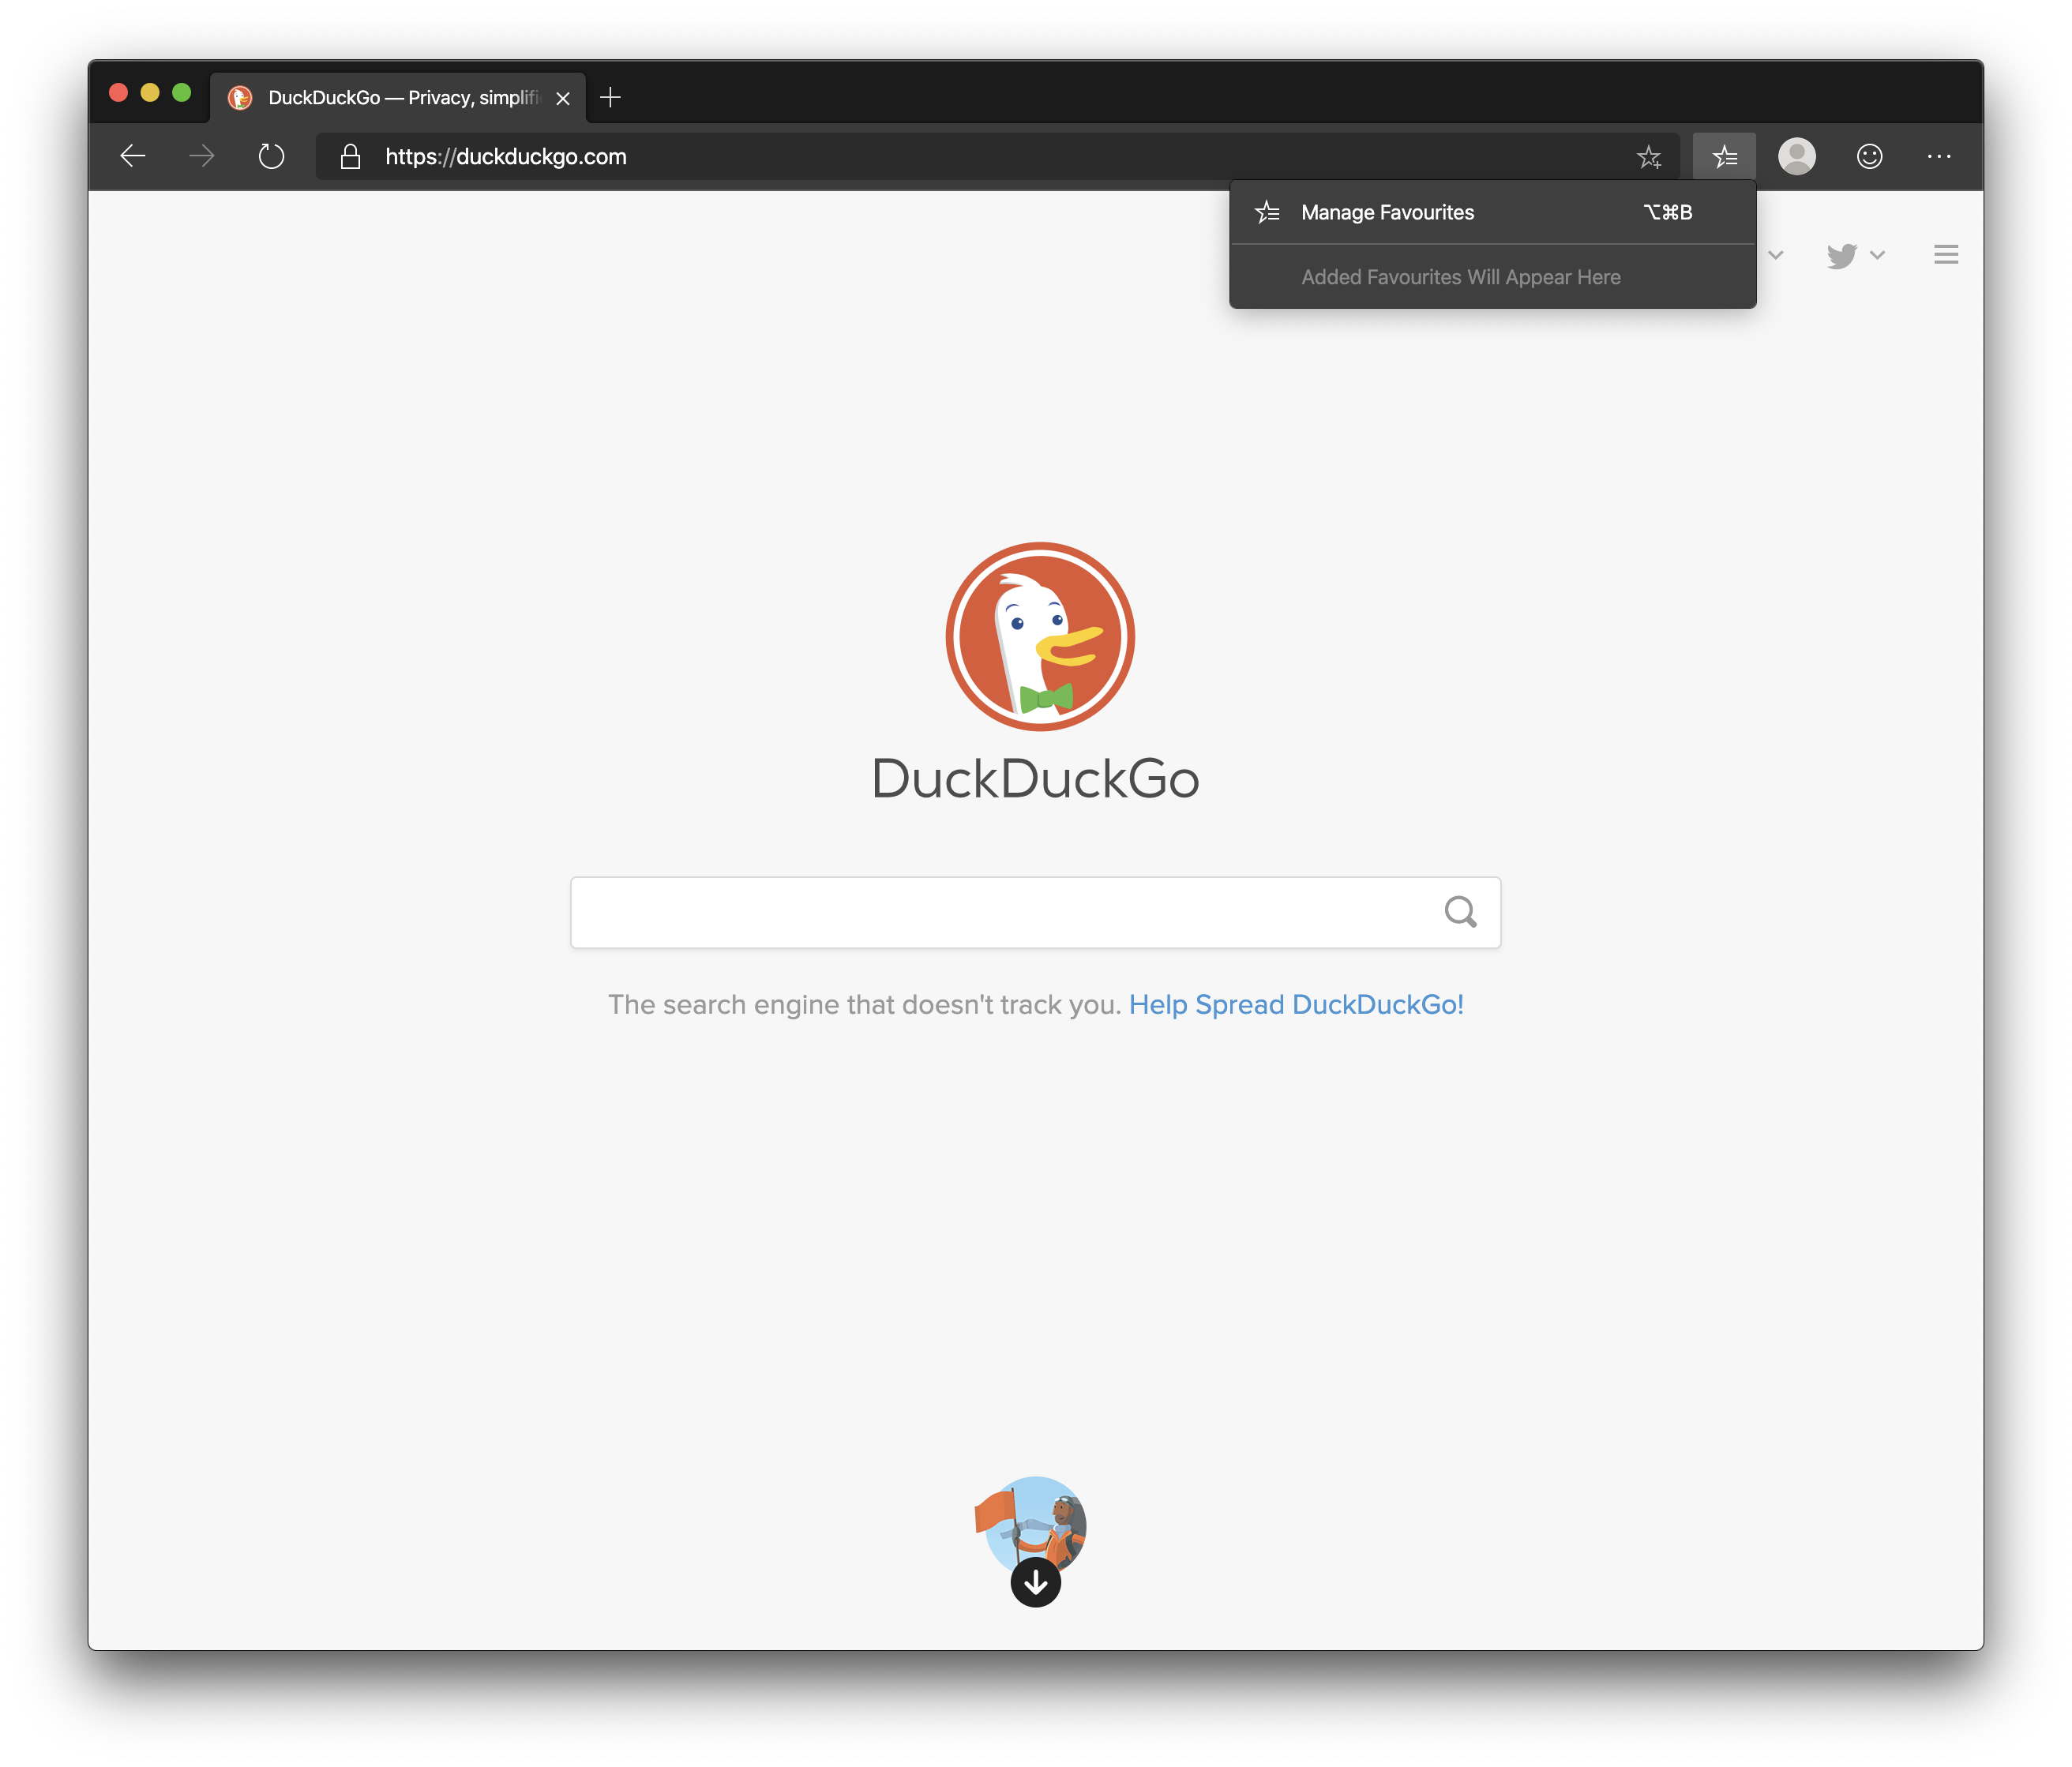 DuckDuckGo — Privacy, simplifi
https://duckduckgo.com
Manage Favourites ⌥⌘B
Added Favourites Will Appear Here
DuckDuckGo
The search engine that doesn't track you. Help Spread DuckDuckGo!